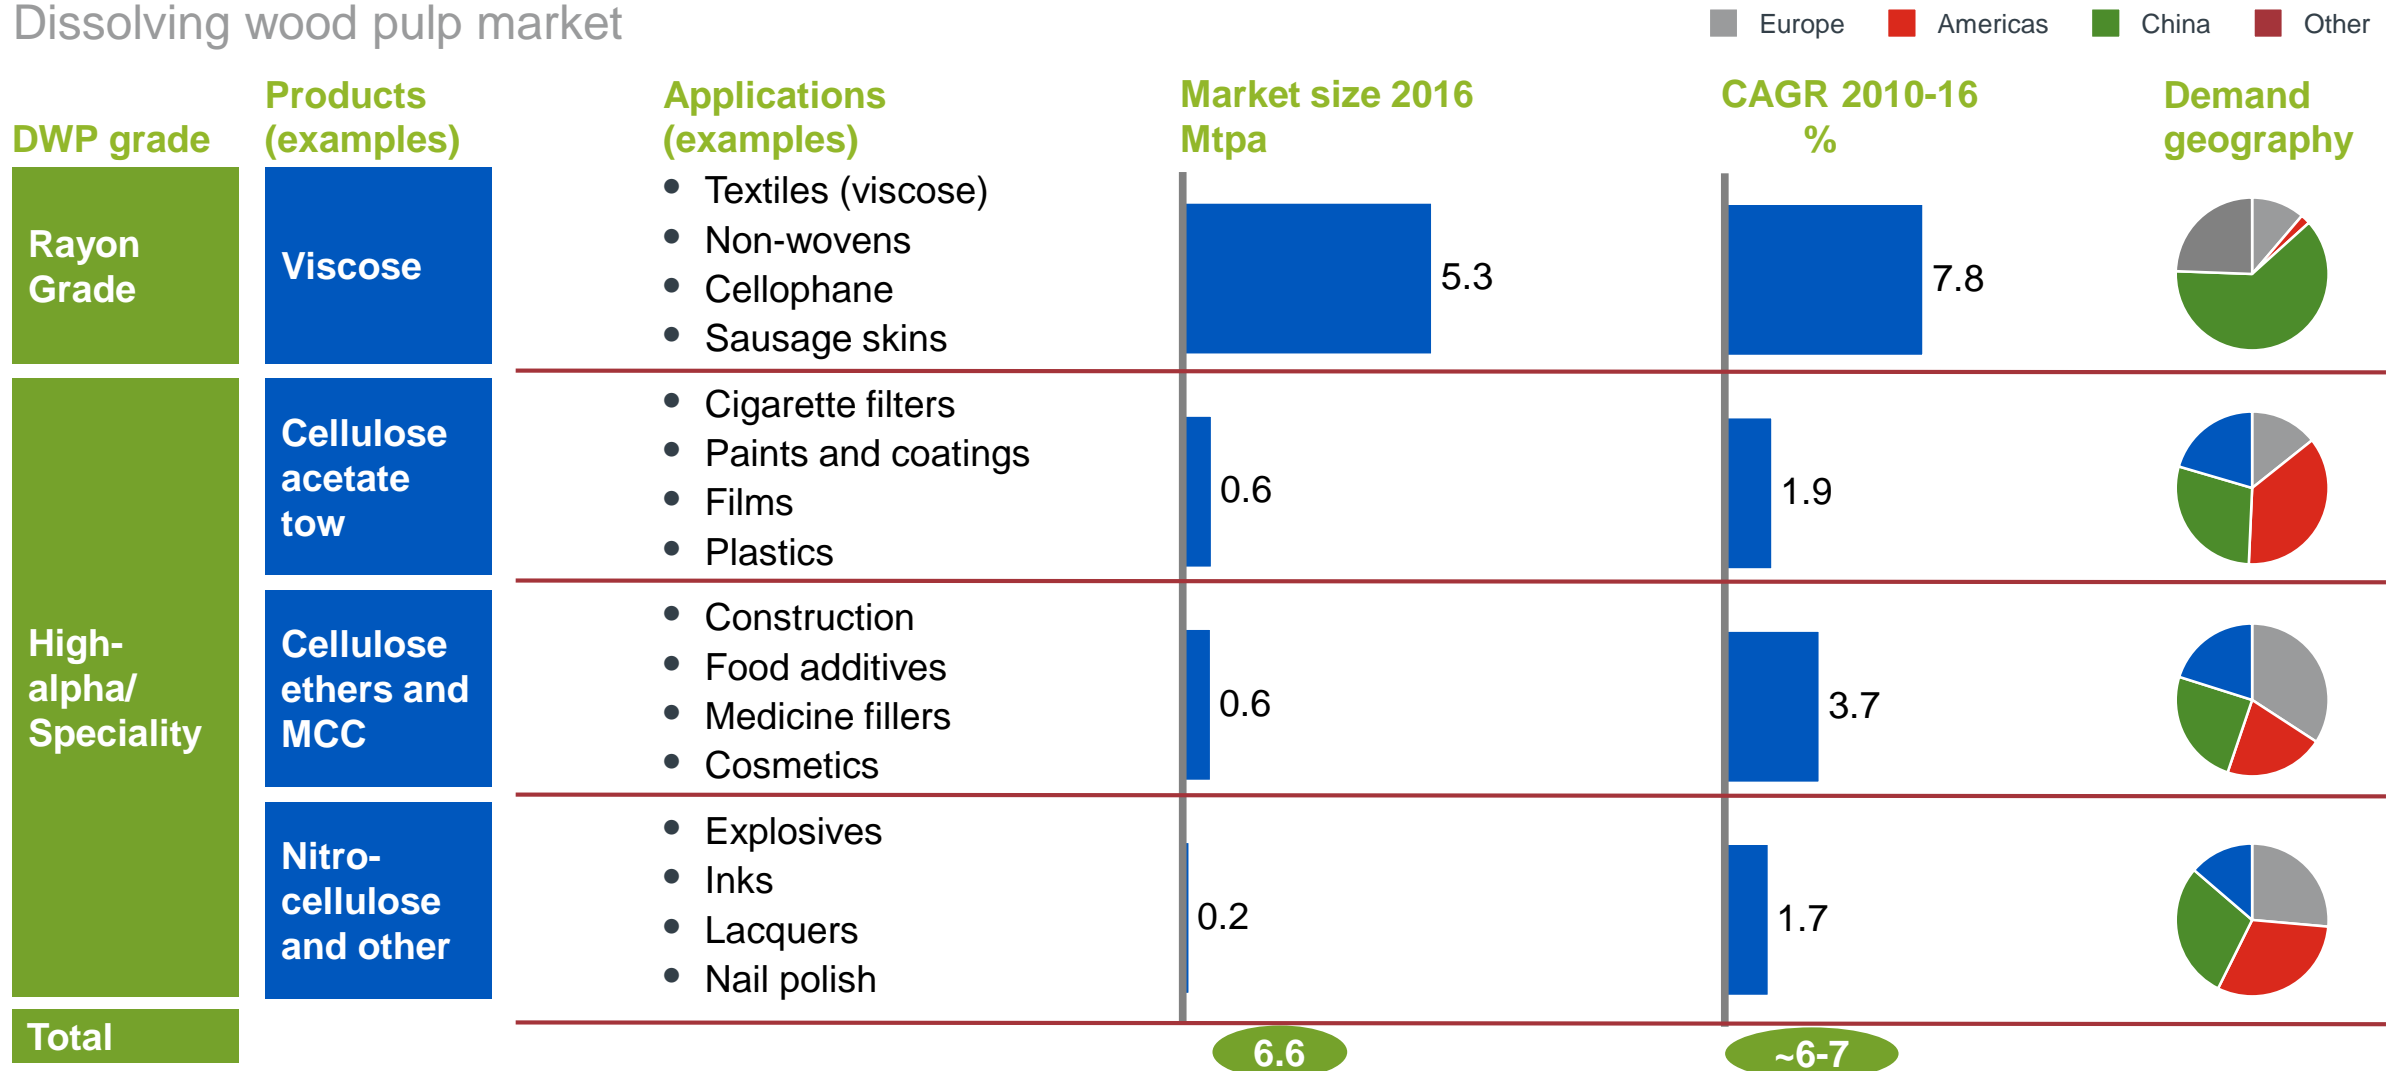 Dissolving wood pulp market
Europe
Americas
China
Other
DWP grade
Products
(examples)
Applications
(examples)
Market size 2016
Mtpa
CAGR 2010-16
%
Demand
geography
Rayon
Grade
Viscose
• Textiles (viscose)
• Non-wovens
• Cellophane
• Sausage skins
5.3
7.8
High-
alpha/
Speciality
Cellulose
acetate
tow
• Cigarette filters
• Paints and coatings
• Films
• Plastics
0.6
1.9
Cellulose
ethers and
MCC
• Construction
• Food additives
• Medicine fillers
• Cosmetics
0.6
3.7
Nitro-
cellulose
and other
• Explosives
• Inks
• Lacquers
• Nail polish
0.2
1.7
Total
6.6
~6-7